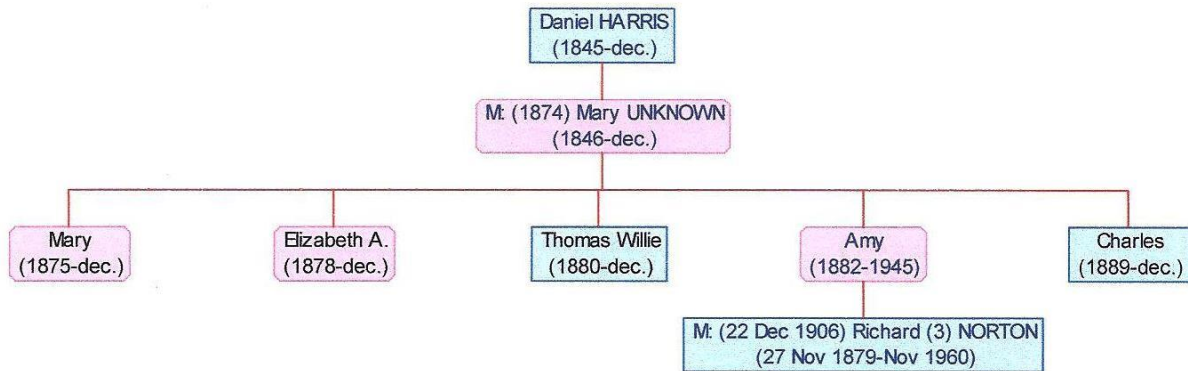 Daniel HARRIS
(1845-dec.)
M: (1874) Mary UNKNOWN
(1846-dec.)
Mary
(1875-dec.)
Elizabeth A.
(1878-dec.)
Thomas Willie
(1880-dec.)
Amy
(1882-1945)
Charles
(1889-dec.)
M: (22 Dec 1906) Richard (3) NORTON
(27 Nov 1879-Nov 1960)